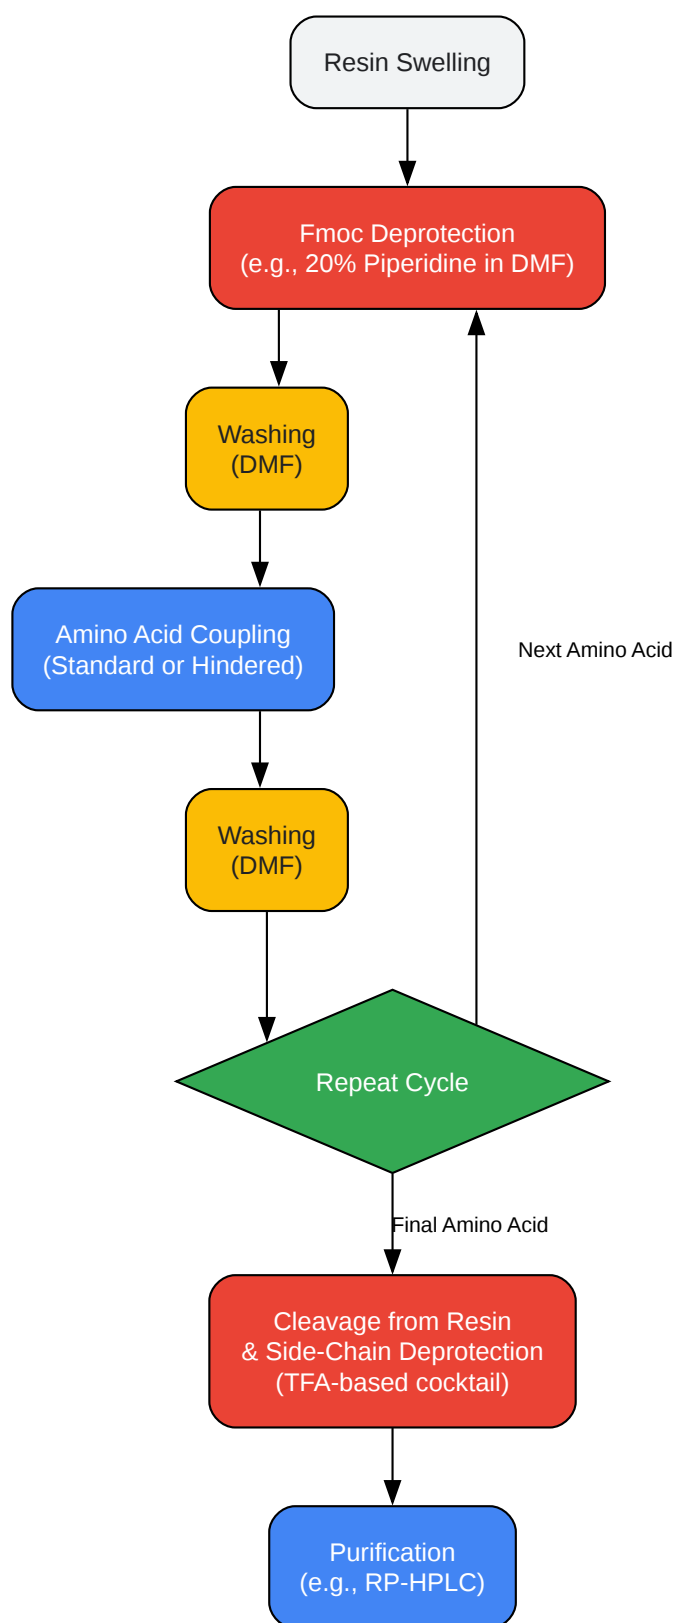 Resin Swelling
Fmoc Deprotection
(e.g., 20% Piperidine in DMF)
Washing
(DMF)
Amino Acid Coupling
(Standard or Hindered)
Next Amino Acid
Washing
(DMF)
Repeat Cycle
Final Amino Acid
Cleavage from Resin
& Side-Chain Deprotection
(TFA-based cocktail)
Purification
(e.g., RP-HPLC)